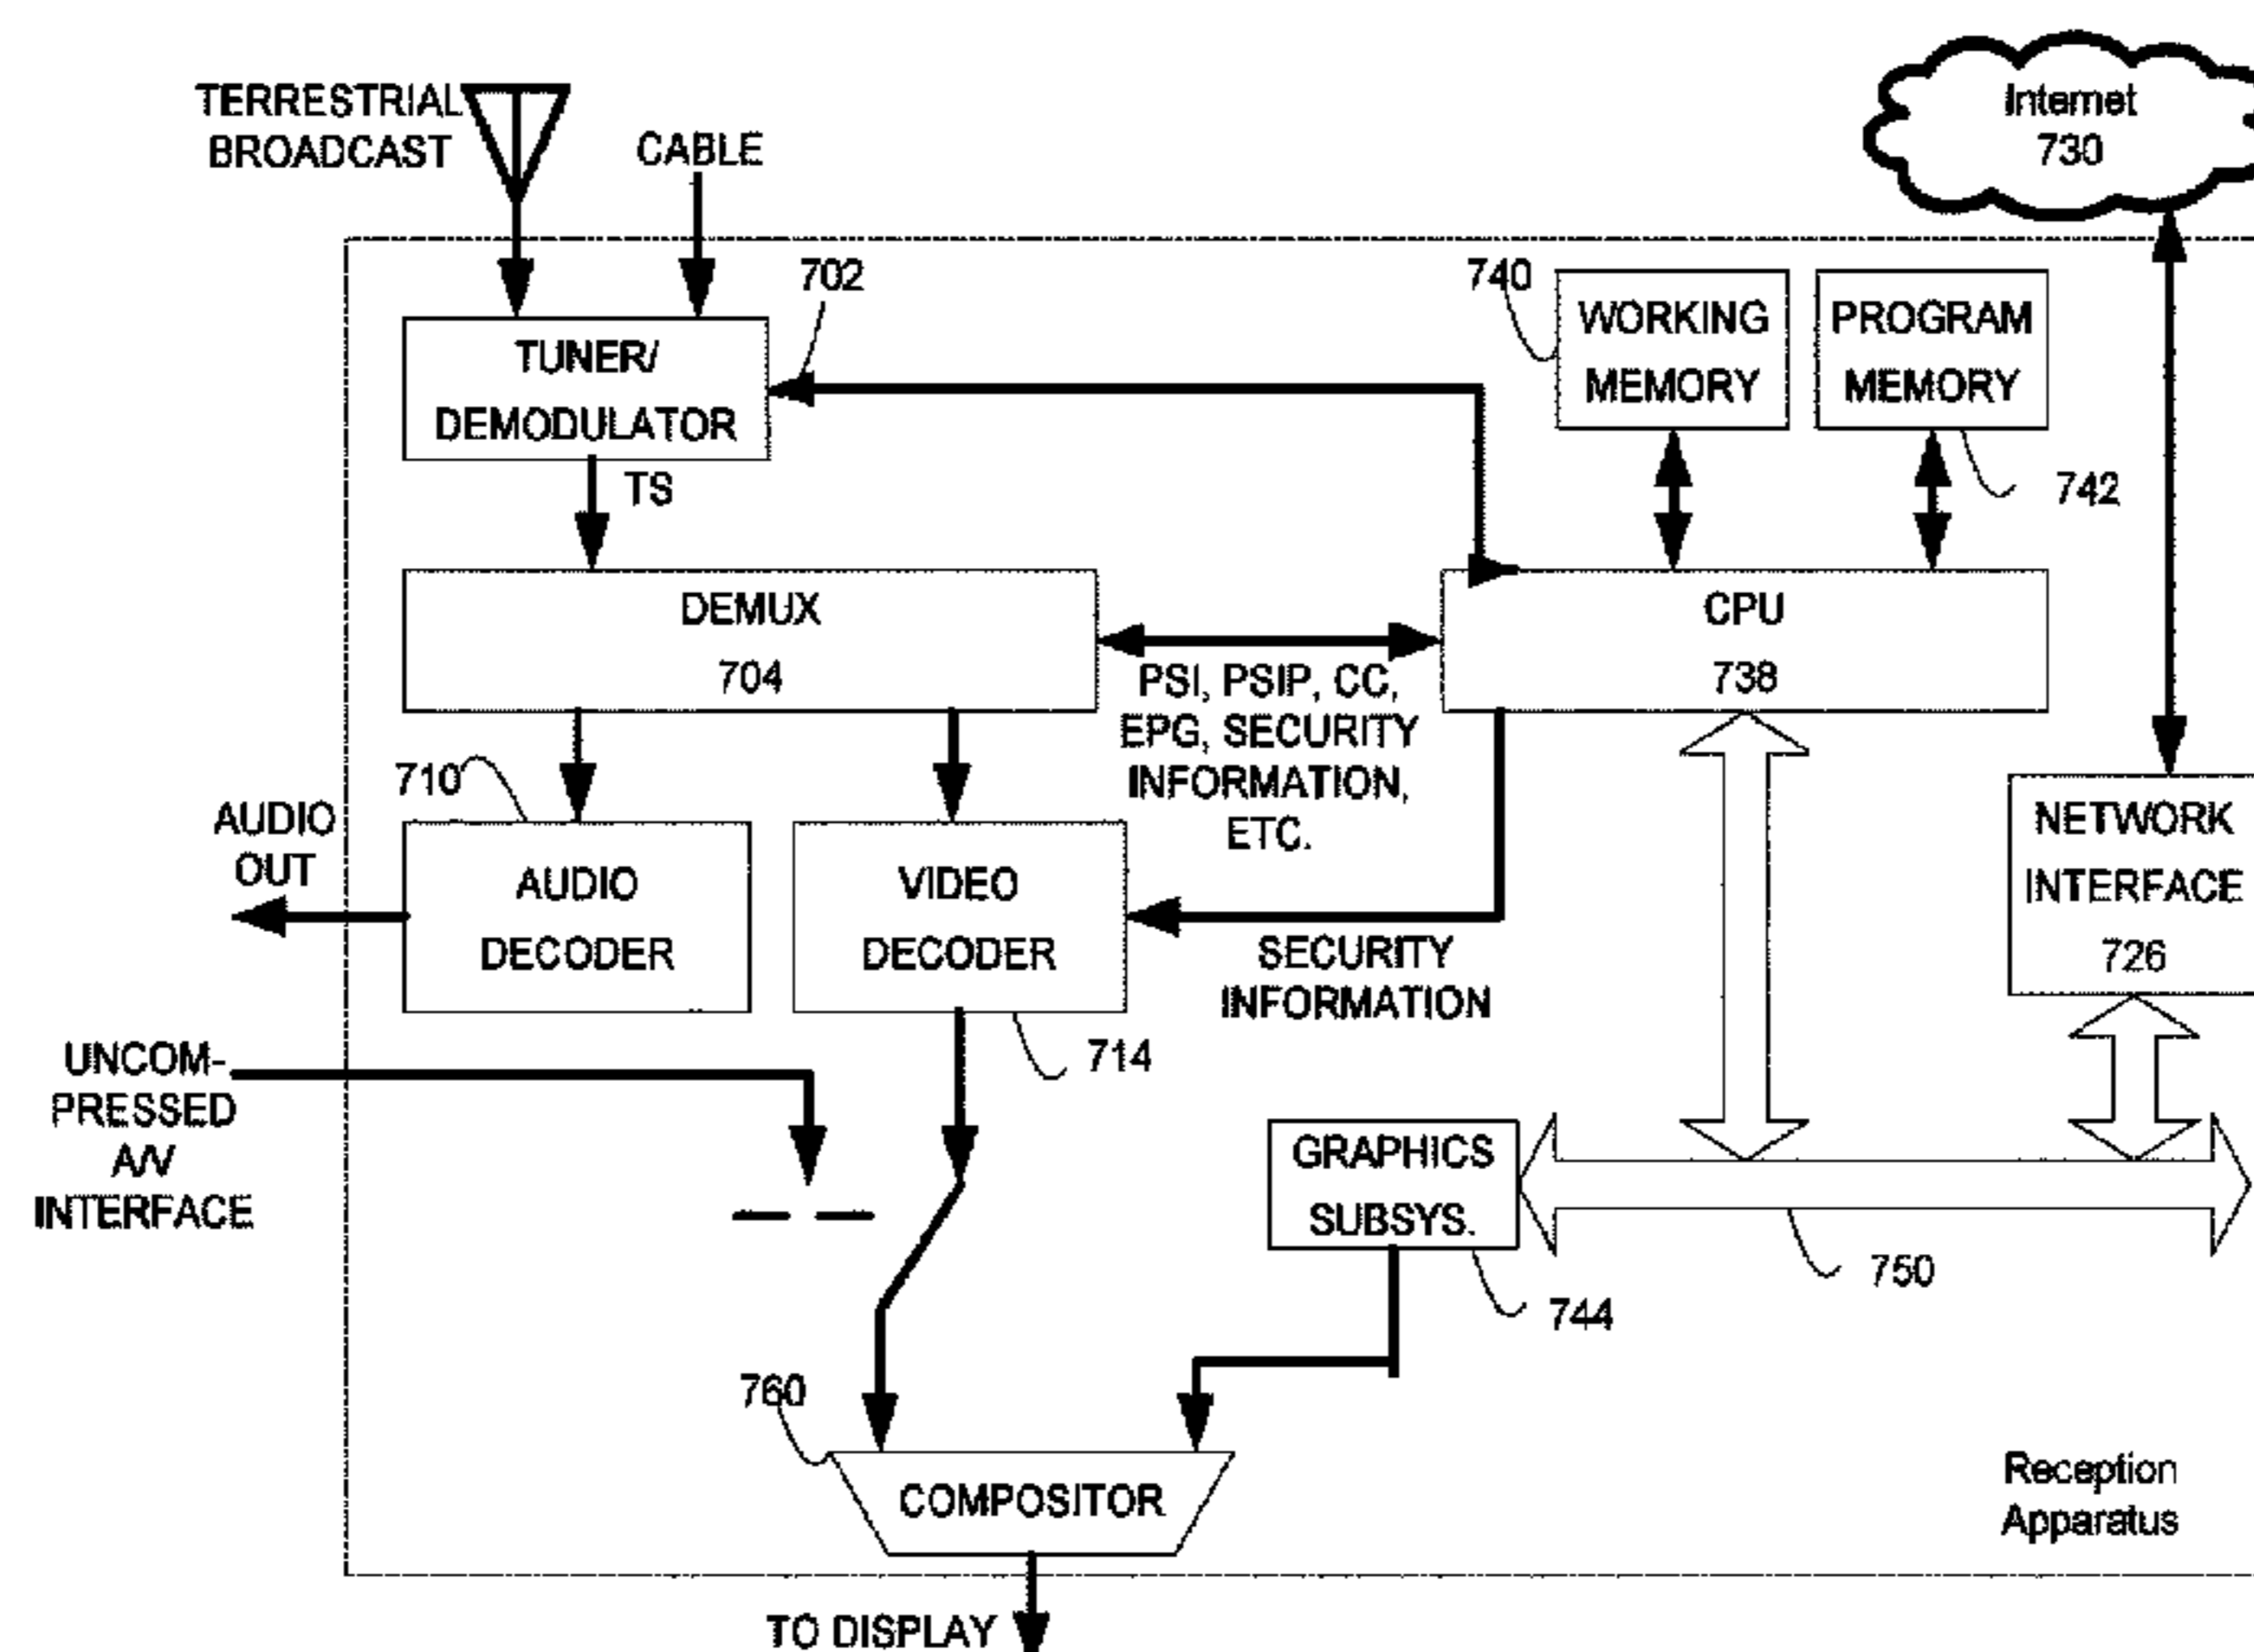 TERRESTRIAL
BROADCAST
CABLE
Internet
730
702
740
TUNER/
DEMODULATOR
WORKING
MEMORY
PROGRAM
MEMORY
742
TS
DEMUX
704
CPU
738
PSI, PSIP, CC,
EPG, SECURITY
INFORMATION,
ETC.
710
AUDIO
OUT
AUDIO
DECODER
VIDEO
DECODER
NETWORK
INTERFACE
726
SECURITY
INFORMATION
714
UNCOM-
PRESSED
A/V
INTERFACE
GRAPHICS
SUBSYS.
744
750
760
COMPOSITOR
Reception
Apparatus
TO DISPLAY